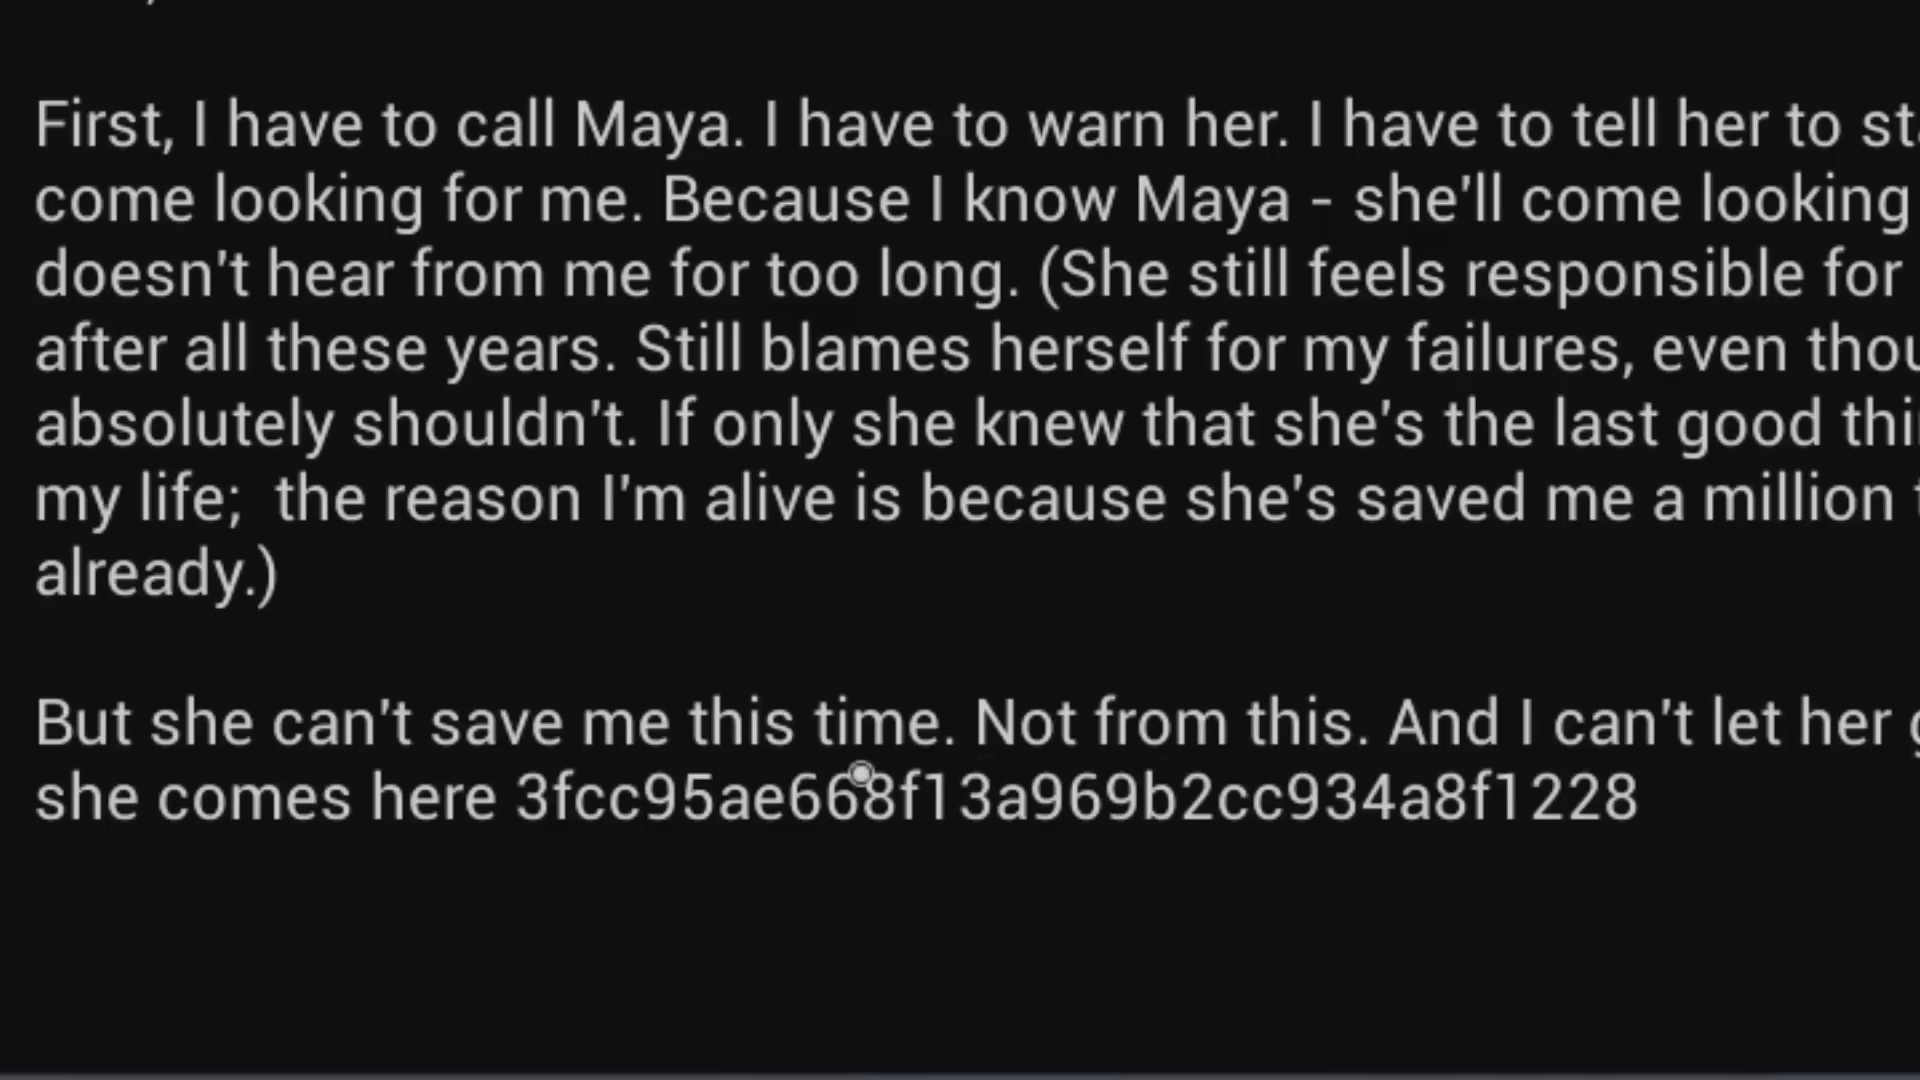 First, I have to call Maya. I have to warn her. I have to tell her to
come looking for me. Because I know Maya - she'll come looking
doesn't hear from me for too long. (She still feels responsible for
after all these years. Still blames herself for my failures, even
absolutely shouldn't. If only she knew that she's the last good
my life;  the reason I'm alive is because she's saved me a million
already.)
But she can't save me this time. Not from this. And I can't let her
she comes here 3fcc95ae668f13a969b2cc934a8f1228